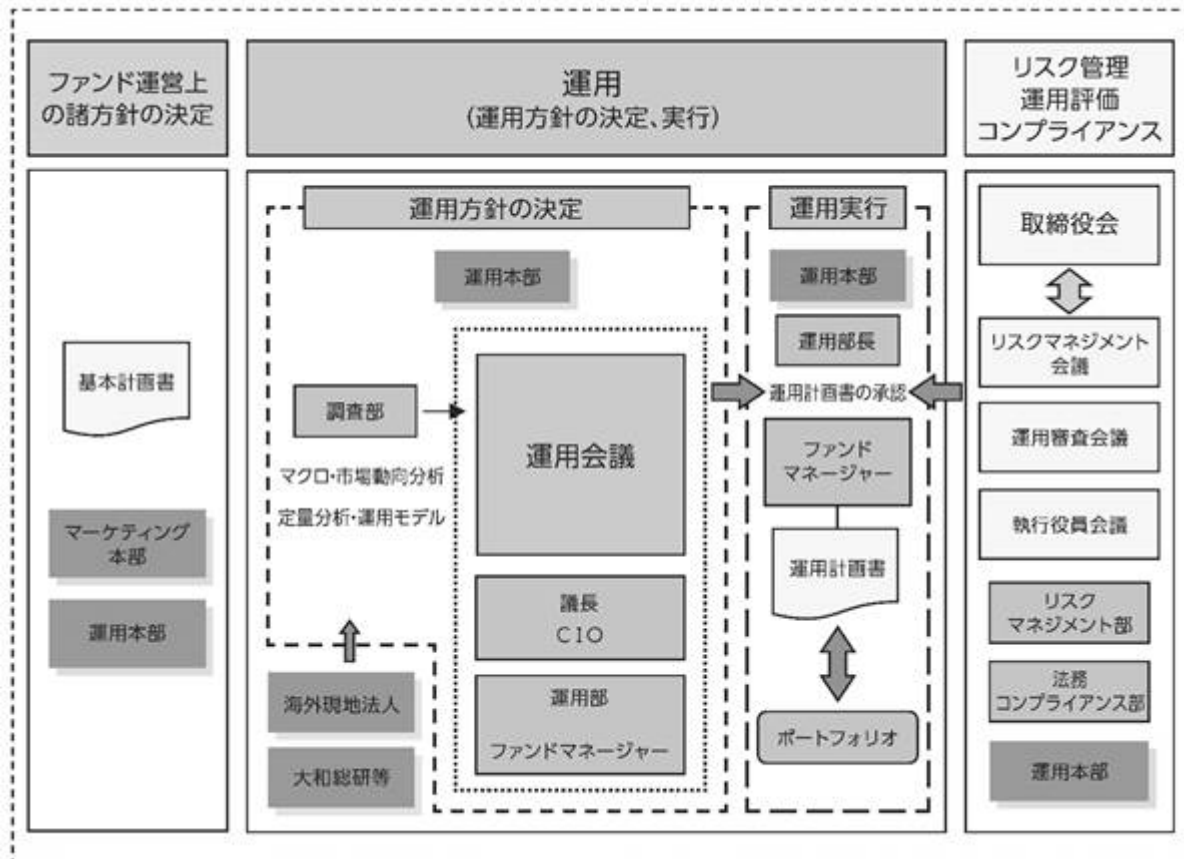 ファンド運営上
の諸方針の決定
運用
(運用方針の決定、実行)
リスク管理
運用評価
コンプライアンス
基本計画書
マーケティング
本部
運用本部
運用方針の決定
運用本部
調査部
マクロ・市場動向分析
定量分析・運用モデル
海外現地法人
大和総研等
運用会議
議長
CIO
運用部
ファンドマネージャー
運用実行
運用本部
運用部長
運用計画書の承認
ファンド
マネージャー
運用計画書
ポートフォリオ
取締役会
リスクマネジメント
会議
運用審査会議
執行役員会議
リスク
マネジメント部
法務
コンプライアンス部
運用本部